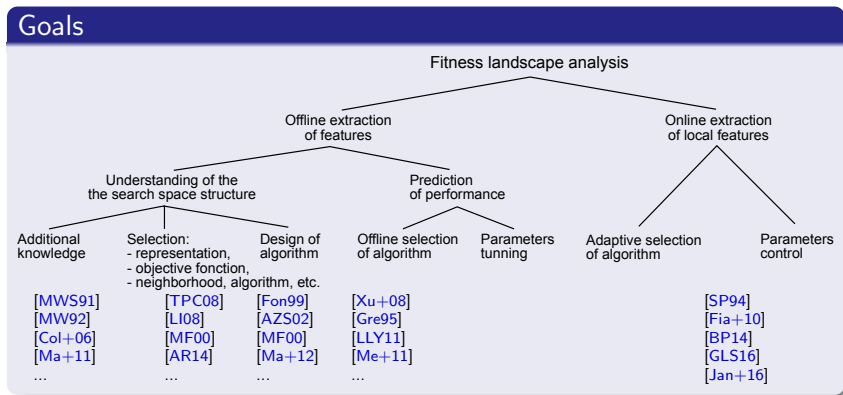 Goals
Fitness landscape analysis
Offline extraction
of features
Online extraction
of local features
Understanding of the
the search space structure
Prediction
of performance
Additional
knowledge
Selection:
- representation,
- objective fonction,
- neighborhood, algorithm, etc.
Design of
algorithm
Offline selection
of algorithm
Parameters
tunning
Adaptive selection
of algorithm
Parameters
control
[MWS91]
[MW92]
[Col+06]
[Ma+11]
...
[TPC08]
[LI08]
[MF00]
[AR14]
...
[Fon99]
[AZS02]
[MF00]
[Ma+12]
...
[Xu+08]
[Gre95]
[LLY11]
[Me+11]
...
[SP94]
[Fia+10]
[BP14]
[GLS16]
[Jan+16]